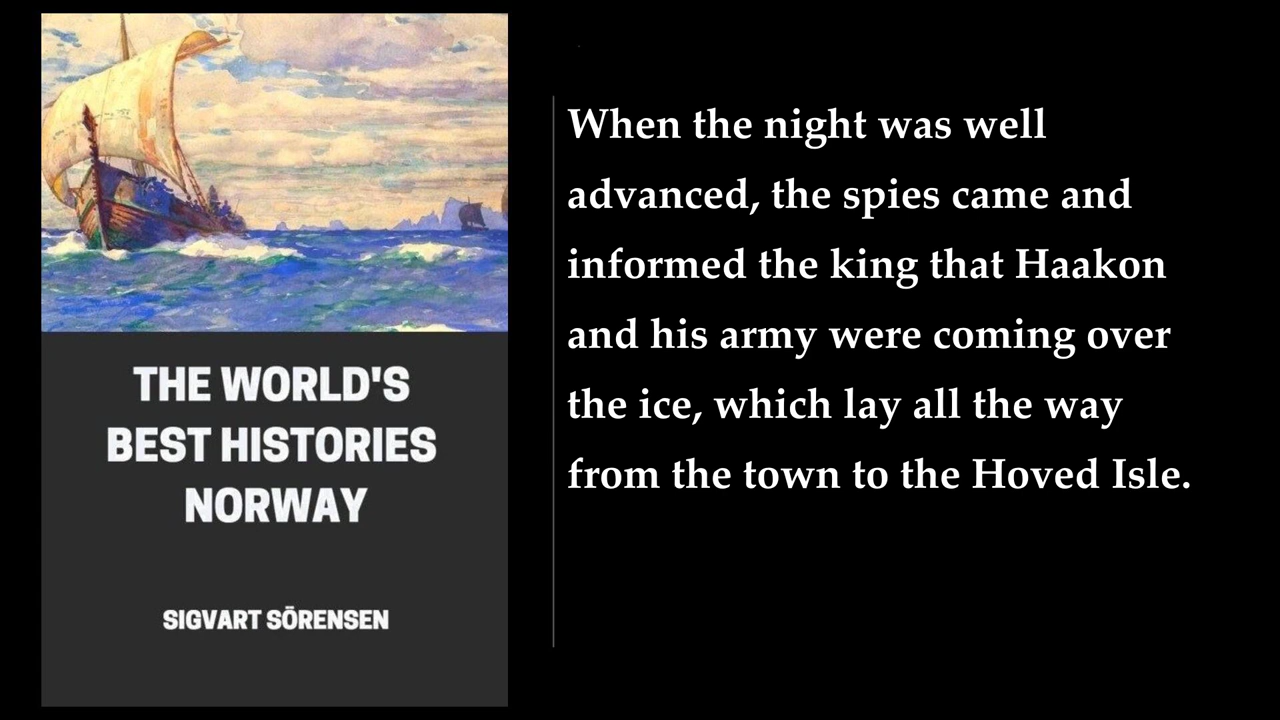 THE WORLD'S
BEST HISTORIES
NORWAY
SIGVART SÖRENSEN
When the night was well
advanced, the spies came and
informed the king that Haakon
and his army were coming over
the ice, which lay all the way
from the town to the Hoved Isle.